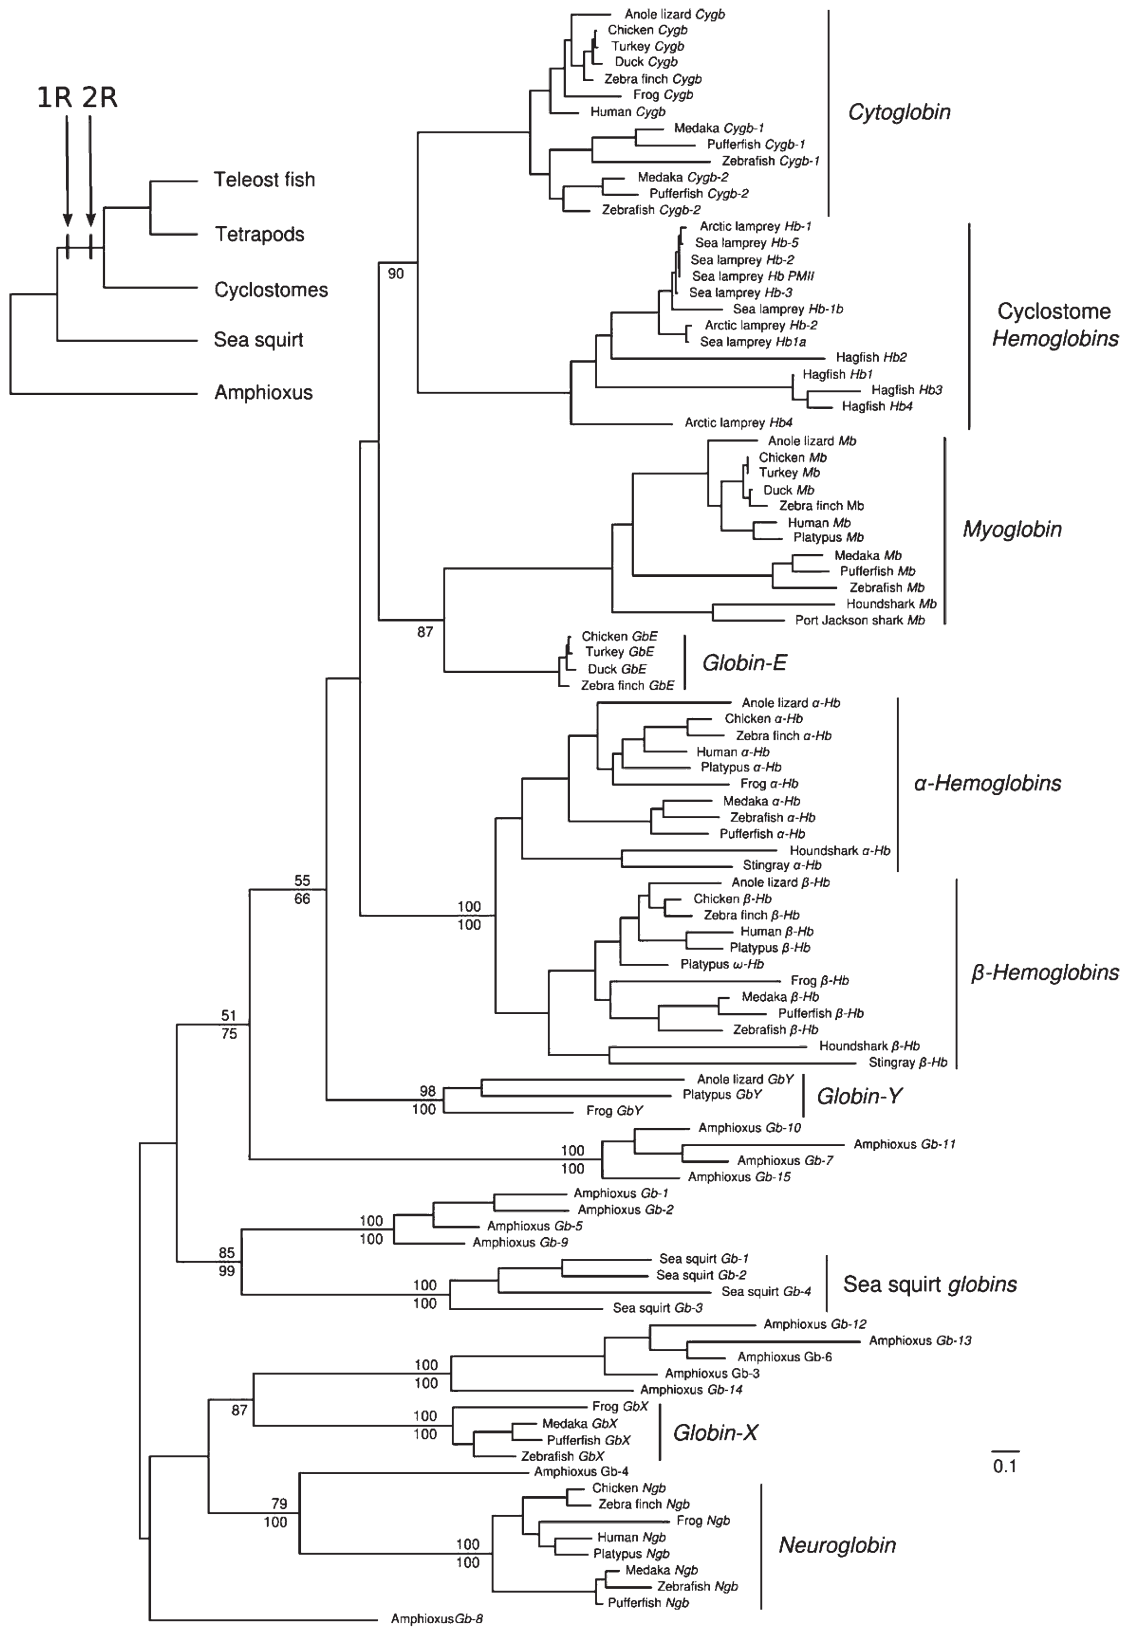 1R 2R
Teleost fish
Tetrapods
Cyclostomes
Sea squirt
Amphioxus
Anole lizard Cygb
Chicken Cygb
Turkey Cygb
Duck Cygb
Zebra finch Cygb
Frog Cygb
Human Cygb
Medaka Cygb-1
Pufferfish Cygb-1
Zebrafish Cygb-1
Medaka Cygb-2
Pufferfish Cygb-2
Zebrafish Cygb-2
Cytoglobin
90
Arctic lamprey Hb-1
Sea lamprey Hb-5
Sea lamprey Hb-2
Sea lamprey Hb PMII
Sea lamprey Hb-3
Sea lamprey Hb-1b
Arctic lamprey Hb-2
Sea lamprey Hb1a
Hagfish Hb2
Hagfish Hb1
Hagfish Hb3
Hagfish Hb4
Arctic lamprey Hb4
Cyclostome
Hemoglobins
Anole lizard Mb
Chicken Mb
Turkey Mb
Duck Mb
Zebra finch Mb
Human Mb
Platypus Mb
Medaka Mb
Pufferfish Mb
Zebrafish Mb
Houndshark Mb
Port Jackson shark Mb
Myoglobin
87
Chicken GbE
Turkey GbE
Duck GbE
Zebra finch GbE
Globin-E
Anole lizard α-Hb
Chicken α-Hb
Zebra finch α-Hb
Human α-Hb
Platypus α-Hb
Frog α-Hb
Medaka α-Hb
Zebrafish α-Hb
Pufferfish α-Hb
Houndshark α-Hb
Stingray α-Hb
α-Hemoglobins
55
66
100
100
Anole lizard β-Hb
Chicken β-Hb
Zebra finch β-Hb
Human β-Hb
Platypus β-Hb
Platypus ω-Hb
Frog β-Hb
Medaka β-Hb
Pufferfish β-Hb
Zebrafish β-Hb
Houndshark β-Hb
Stingray β-Hb
β-Hemoglobins
51
75
98
100
Anole lizard GbY
Platypus GbY
Frog GbY
Globin-Y
100
100
Amphioxus Gb-10
Amphioxus Gb-11
Amphioxus Gb-7
Amphioxus Gb-15
100
100
Amphioxus Gb-1
Amphioxus Gb-2
Amphioxus Gb-5
Amphioxus Gb-9
85
99
100
100
Sea squirt Gb-1
Sea squirt Gb-2
Sea squirt Gb-4
Sea squirt Gb-3
Sea squirt globins
100
100
Amphioxus Gb-12
Amphioxus Gb-13
Amphioxus Gb-6
Amphioxus Gb-3
Amphioxus Gb-14
87
100
100
Frog GbX
Medaka GbX
Pufferfish GbX
Zebrafish GbX
Globin-X
0.1
79
100
Amphioxus Gb-4
100
100
Chicken Ngb
Zebra finch Ngb
Frog Ngb
Human Ngb
Platypus Ngb
Medaka Ngb
Zebrafish Ngb
Pufferfish Ngb
Neuroglobin
AmphioxusGb-8